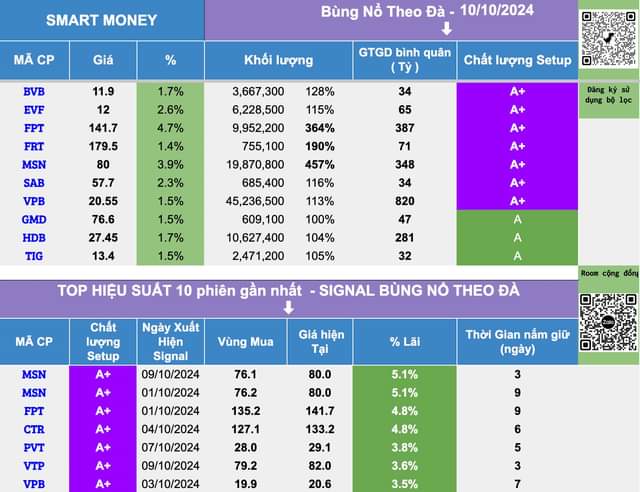 SMART MONEY Bùng Nổ Theo Đà - 10/10/2024
MÃ CP Giá % Khối lượng GTGD bình quân ( Tỷ ) Chất lượng Setup
BVB 11.9 1.7% 3,667,300 128% 34 A+
EVF 12 2.6% 6,228,500 115% 65 A+
FPT 141.7 4.7% 9,952,200 364% 387 A+
FRT 179.5 1.4% 755,100 190% 71 A+
MSN 80 3.9% 19,870,800 457% 348 A+
SAB 57.7 2.3% 685,400 116% 34 A+
VPB 20.55 1.5% 45,236,500 113% 820 A+
GMD 76.6 1.5% 609,100 100% 47 A
HDB 27.45 1.7% 10,627,400 104% 281 A
TIG 13.4 1.5% 2,471,200 105% 32 A
Đăng ký sử
dụng bộ lọc
Room cộng đồng
Zalo
TOP HIỆU SUẤT 10 phiên gần nhất - SIGNAL BÙNG NỔ THEO ĐÀ
MÃ CP Chất lượng Setup Ngày Xuất Hiện Signal Vùng Mua Giá hiện Tại % Lãi Thời Gian nắm giữ (ngày)
MSN A+ 09/10/2024 76.1 80.0 5.1% 3
MSN A+ 01/10/2024 76.2 80.0 5.1% 9
FPT A+ 01/10/2024 135.2 141.7 4.8% 9
CTR A+ 04/10/2024 127.1 133.2 4.8% 6
PVT A+ 07/10/2024 28.0 29.1 3.8% 5
VTP A+ 09/10/2024 79.2 82.0 3.6% 3
VPB A+ 03/10/2024 19.9 20.6 3.5% 7